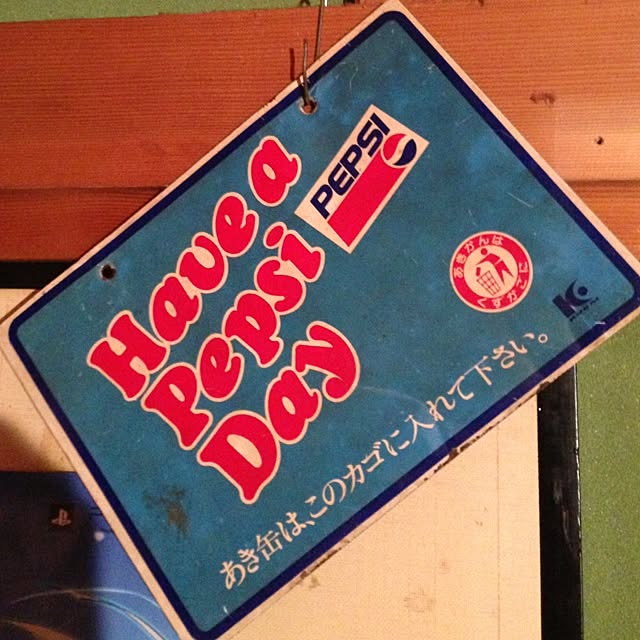 Have a
Pepsi
Day
PEPSI
あきかんは
くずかごに
あき缶は、このカゴに入れて下さい。